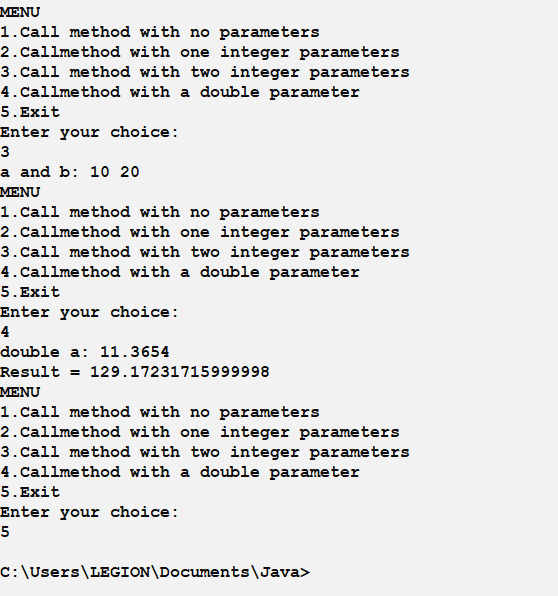 MENU
1.Call method with no parameters
2.Callmethod with one integer parameters
3.Call method with two integer parameters
4.Callmethod with a double parameter
5.Exit
Enter your choice:
3
a and b: 10 20
MENU
1.Call method with no parameters
2.Callmethod with one integer parameters
3.Call method with two integer parameters
4.Callmethod with a double parameter
5.Exit
Enter your choice:
4
double a: 11.3654
Result = 129.17231715999998
MENU
1.Call method with no parameters
2.Callmethod with one integer parameters
3.Call method with two integer parameters
4.Callmethod with a double parameter
5.Exit
Enter your choice:
5
C:\Users\LEGION\Documents\Java>